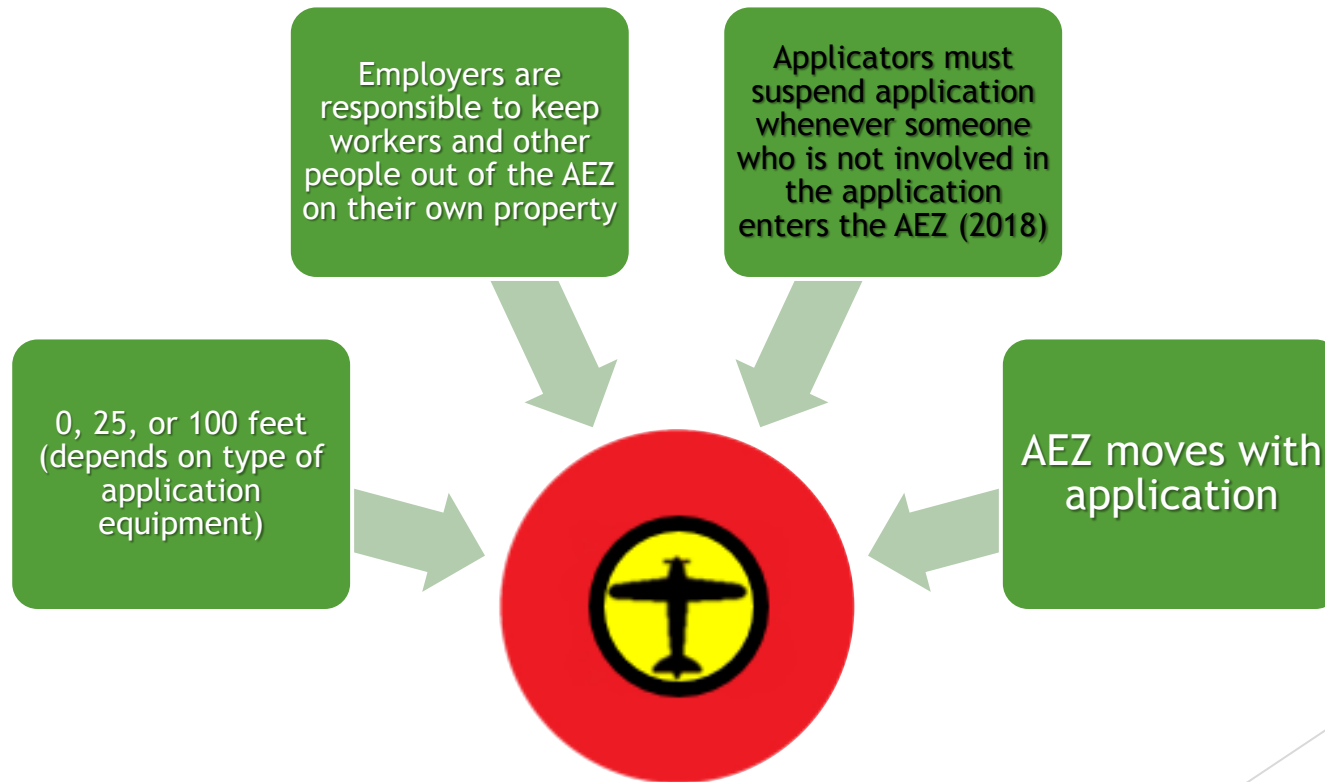 Employers are
responsible to keep
workers and other
people out of the AEZ
on their own property
Applicators must
suspend application
whenever someone
who is not involved in
the application
enters the AEZ (2018)
0, 25, or 100 feet
(depends on type of
application
equipment)
AEZ moves with
application